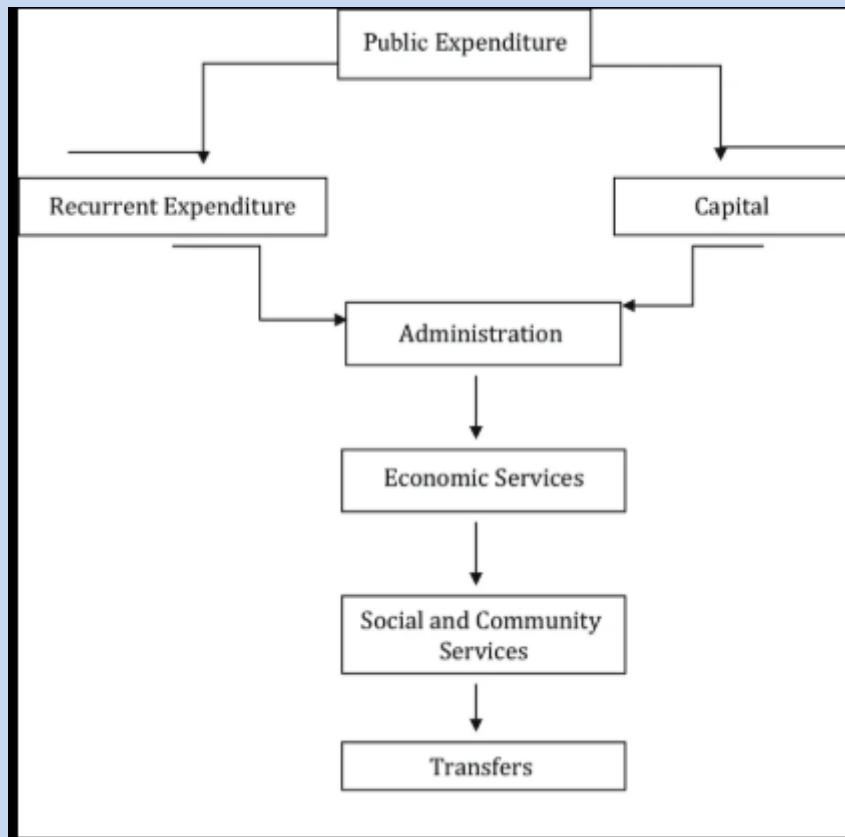 Public Expenditure
Recurrent Expenditure
Capital
Administration
Economic Services
Social and Community
Services
Transfers